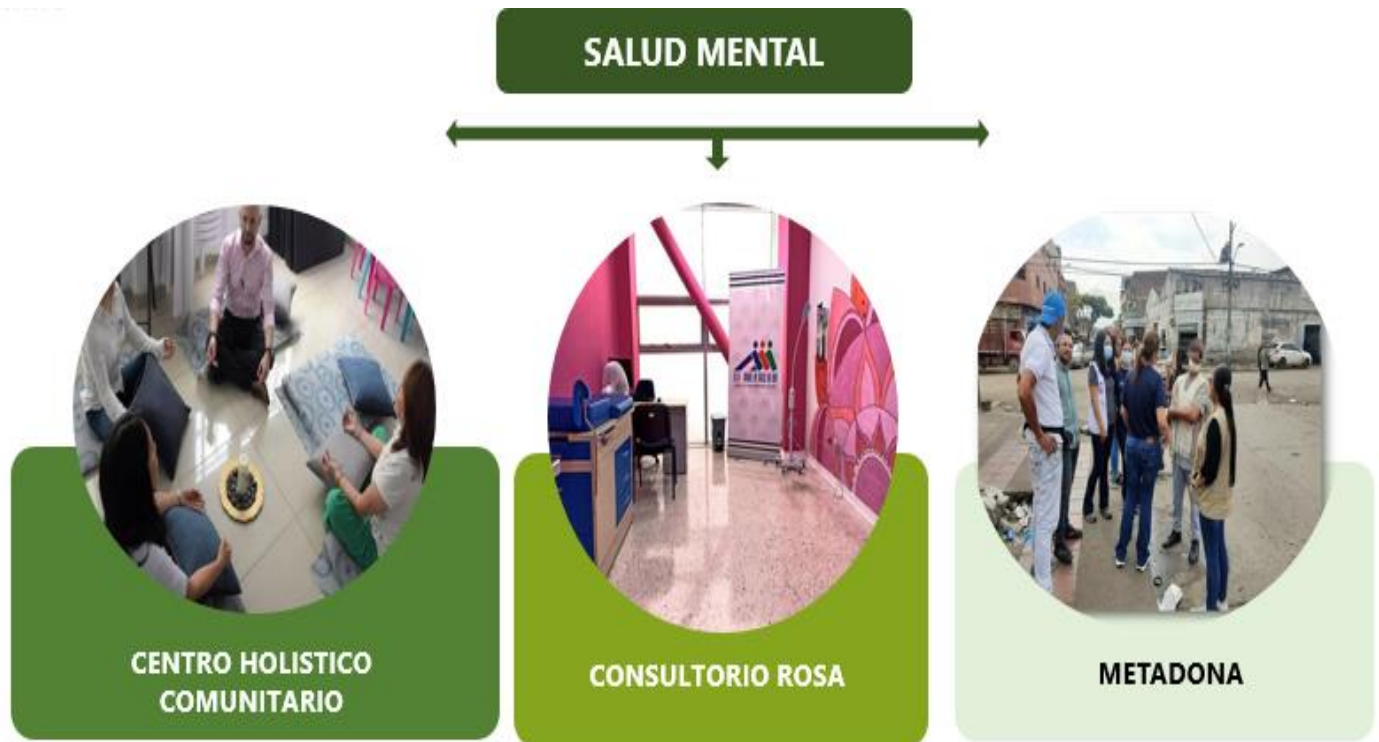 SALUD MENTAL
CENTRO HOLISTICO
COMUNITARIO
CONSULTORIO ROSA
METADONA